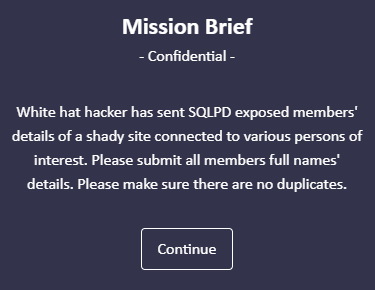 Mission Brief
- Confidential -
White hat hacker has sent SQLPD exposed members'
details of a shady site connected to various persons of
interest. Please submit all members full names'
details. Please make sure there are no duplicates.
Continue